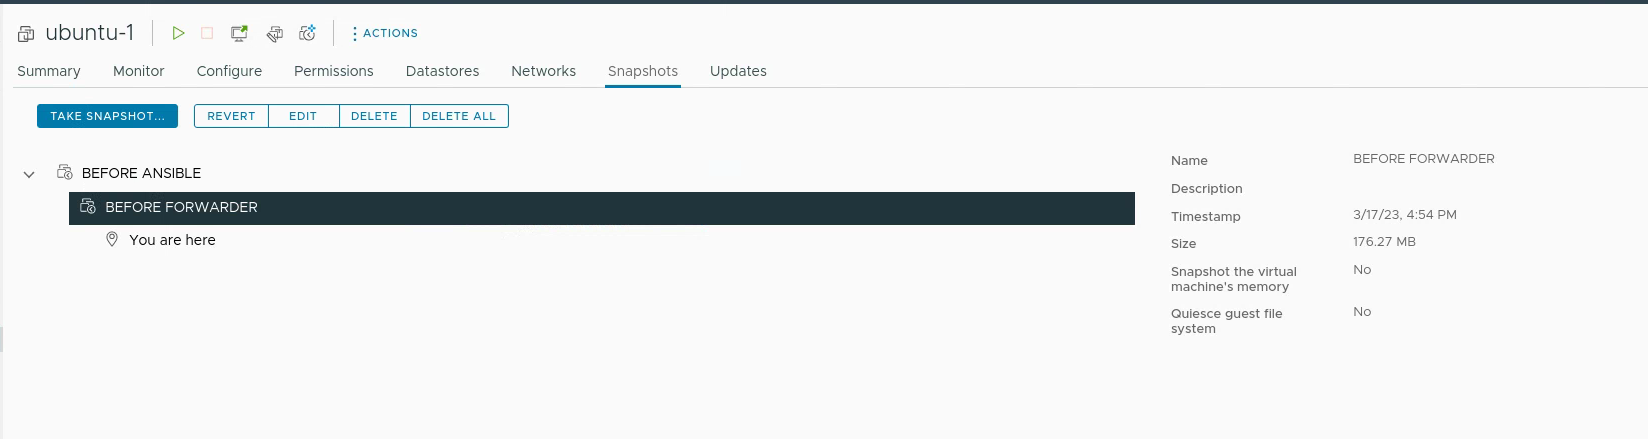 ubuntu-1
ACTIONS
Summary Monitor Configure Permissions Datastores Networks Snapshots Updates
TAKE SNAPSHOT... REVERT EDIT DELETE DELETE ALL
BEFORE ANSIBLE
BEFORE FORWARDER
You are here
Name BEFORE FORWARDER
Description
Timestamp 3/17/23, 4:54 PM
Size 176.27 MB
Snapshot the virtual No
machine's memory
Quiesce guest file No
system